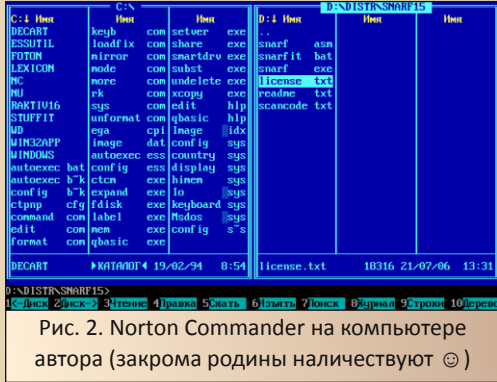 C:\
D:\DISTR\SNARF15
C:↓ Имя Имя Имя
D:↓ Имя Имя Имя
DECART keyb com setver exe
..
ESSUTIL loadfix com share exe
snarf asm
FOTON mirror com smartdrv exe
snarfit bat
LEXICON mode com subst exe
snarf exe
NC more com undelete exe
license txt
NU rk com xcopy exe
readme txt
RAKTIV16 sys com edit hlp
scancode txt
STUFFIT unformat com qbasic hlp
WD ega cpi Image idx
WIN32APP image dat config sys
WINDOWS autoexec ess country sys
autoexec bat config ess display sys
autoexec b~k ctcm exe himem sys
config b~k expand exe Io sys
ctpnp cfg fdisk exe keyboard sys
command com label exe Msdos sys
edit com mem exe config s~s
format com qbasic exe
DECART ►КАТАЛОГ◄ 19/02/94 8:54
license.txt 18316 21/07/06 13:31
D:\DISTR\SNARF15>
1<-Диск 2Диск-> 3Чтение 4Правка 5Сжать 6Изъять 7Поиск 8Журнал 9Строки 10Дерево
Рис. 2. Norton Commander на компьютере
автора (закрома родины наличествуют ☺)